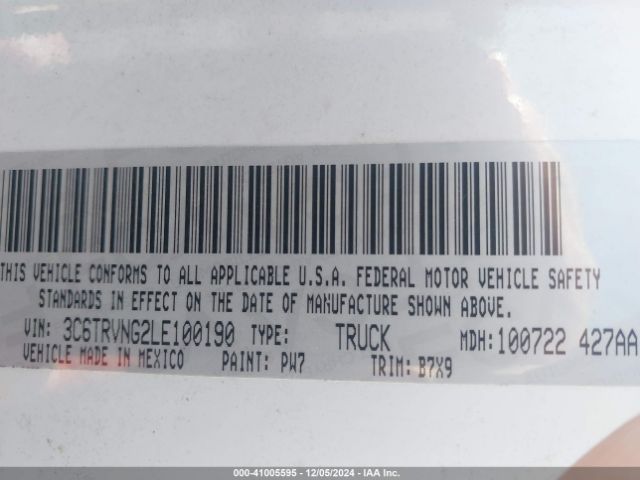 THIS VEHICLE CONFORMS TO ALL APPLICABLE U.S.A. FEDERAL MOTOR VEHICLE SAFETY
STANDARDS IN EFFECT ON THE DATE OF MANUFACTURE SHOWN ABOVE.
VIN: 3C6TRVNG2LE100190 TYPE: TRUCK MDH:100722 427AA
VEHICLE MADE IN MEXICO PAINT: PW7 TRIM: B7X9
000-41005595 - 12/05/2024 - IAA Inc.